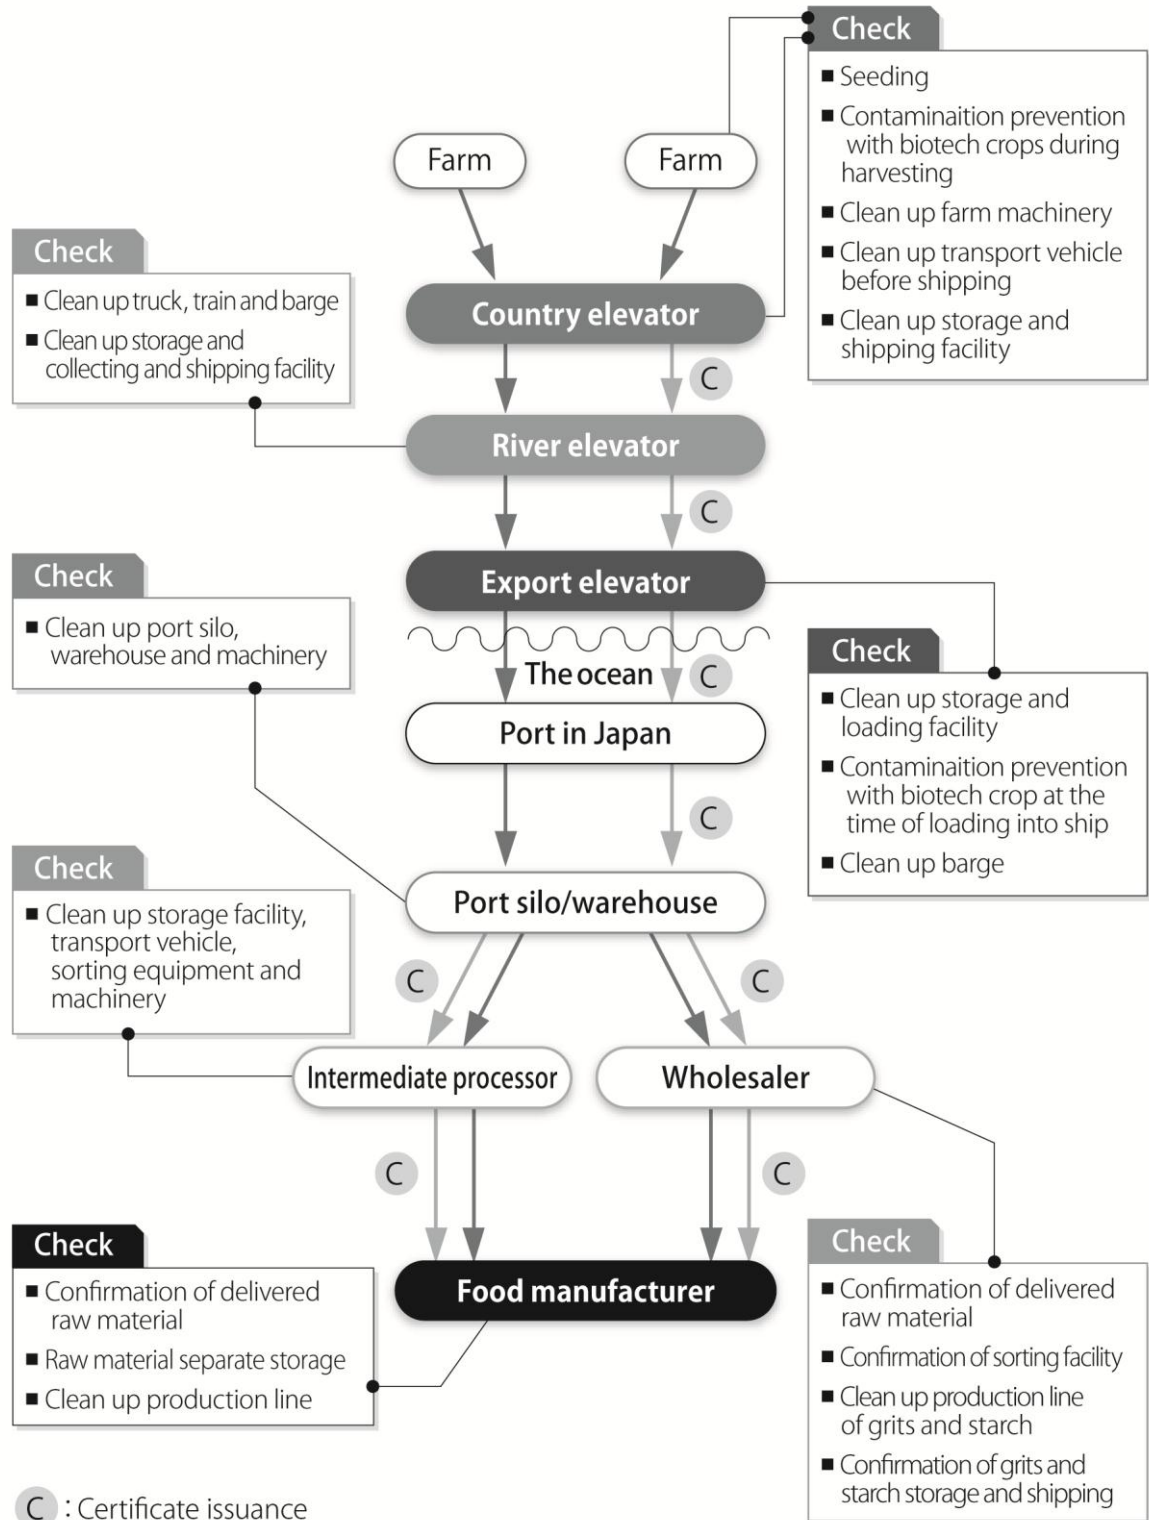 Check
■ Seeding
■ Contaminaition prevention
with biotech crops during
harvesting
■ Clean up farm machinery
■ Clean up transport vehicle
before shipping
■ Clean up storage and
shipping facility
Farm
Farm
Check
■ Clean up truck, train and barge
■ Clean up storage and
collecting and shipping facility
Country elevator
C
River elevator
C
Check
■ Clean up port silo,
warehouse and machinery
Export elevator
The ocean
C
Check
■ Clean up storage and
loading facility
■ Contaminaition prevention
with biotech crop at the
time of loading into ship
■ Clean up barge
Port in Japan
C
Check
■ Clean up storage facility,
transport vehicle,
sorting equipment and
machinery
Port silo/warehouse
C
C
Intermediate processor
Wholesaler
C
C
Check
■ Confirmation of delivered
raw material
■ Raw material separate storage
■ Clean up production line
Food manufacturer
Check
■ Confirmation of delivered
raw material
■ Confirmation of sorting facility
■ Clean up production line
of grits and starch
■ Confirmation of grits and
starch storage and shipping
C : Certificate issuance